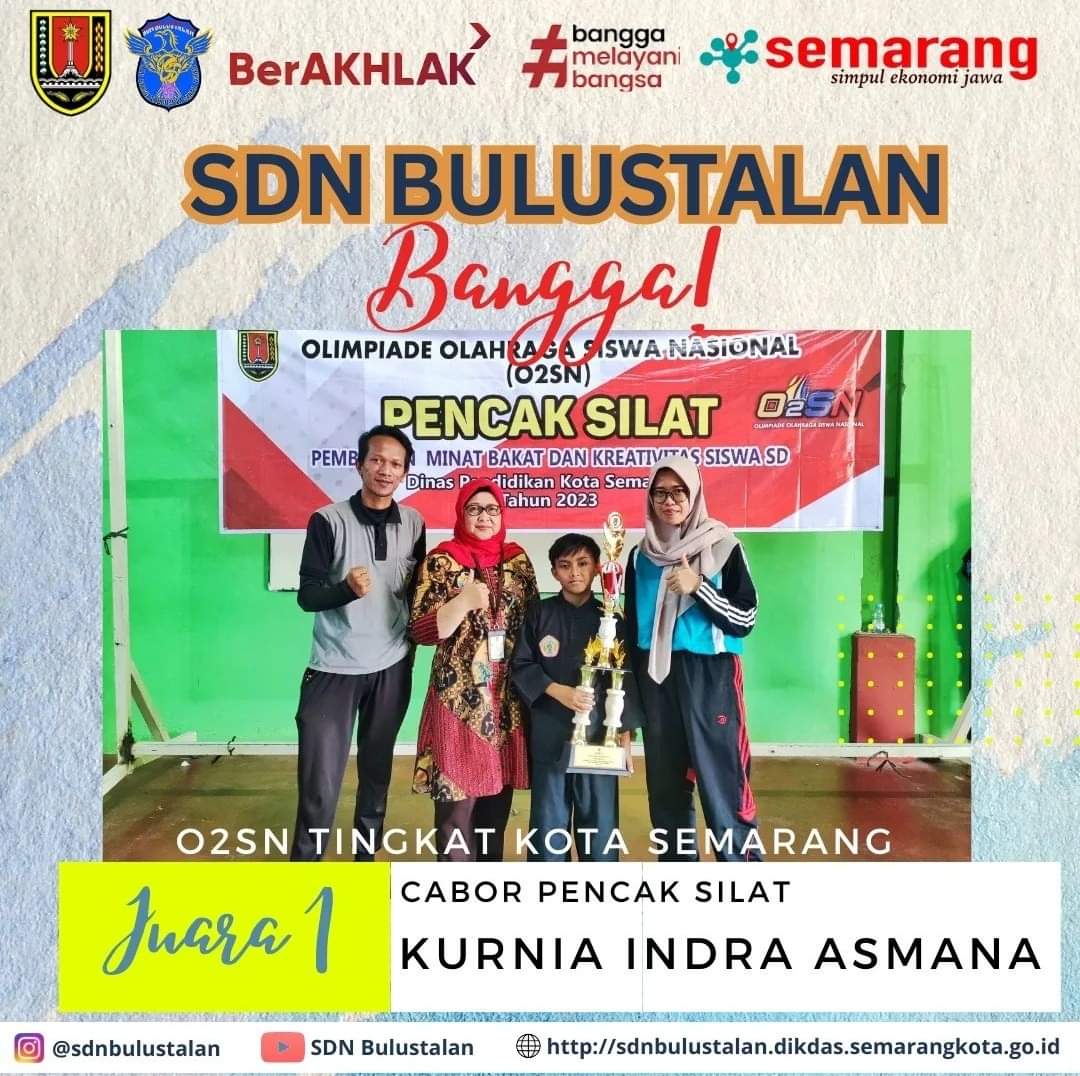 BerAKHLAK
#bangga
melayani
bangsa
semarang
simpul ekonomi jawa
SDN BULUSTALAN
Bangga!
OLIMPIADE OLAHRAGA SISWA NASIONAL
(O2SN)
PENCAK SILAT
O2SN
OLIMPIADE OLAHRAGA SISWA NASIONAL
MINAT BAKAT DAN KREATIVITAS SISWA SD
Dinas Pendidikan Kota
Tahun 2023
O2SN TINGKAT KOTA SEMARANG
Juara 1
CABOR PENCAK SILAT
KURNIA INDRA ASMANA
@sdnbulustalan
SDN Bulustalan
http://sdnbulustalan.dikdas.semarangkota.go.id